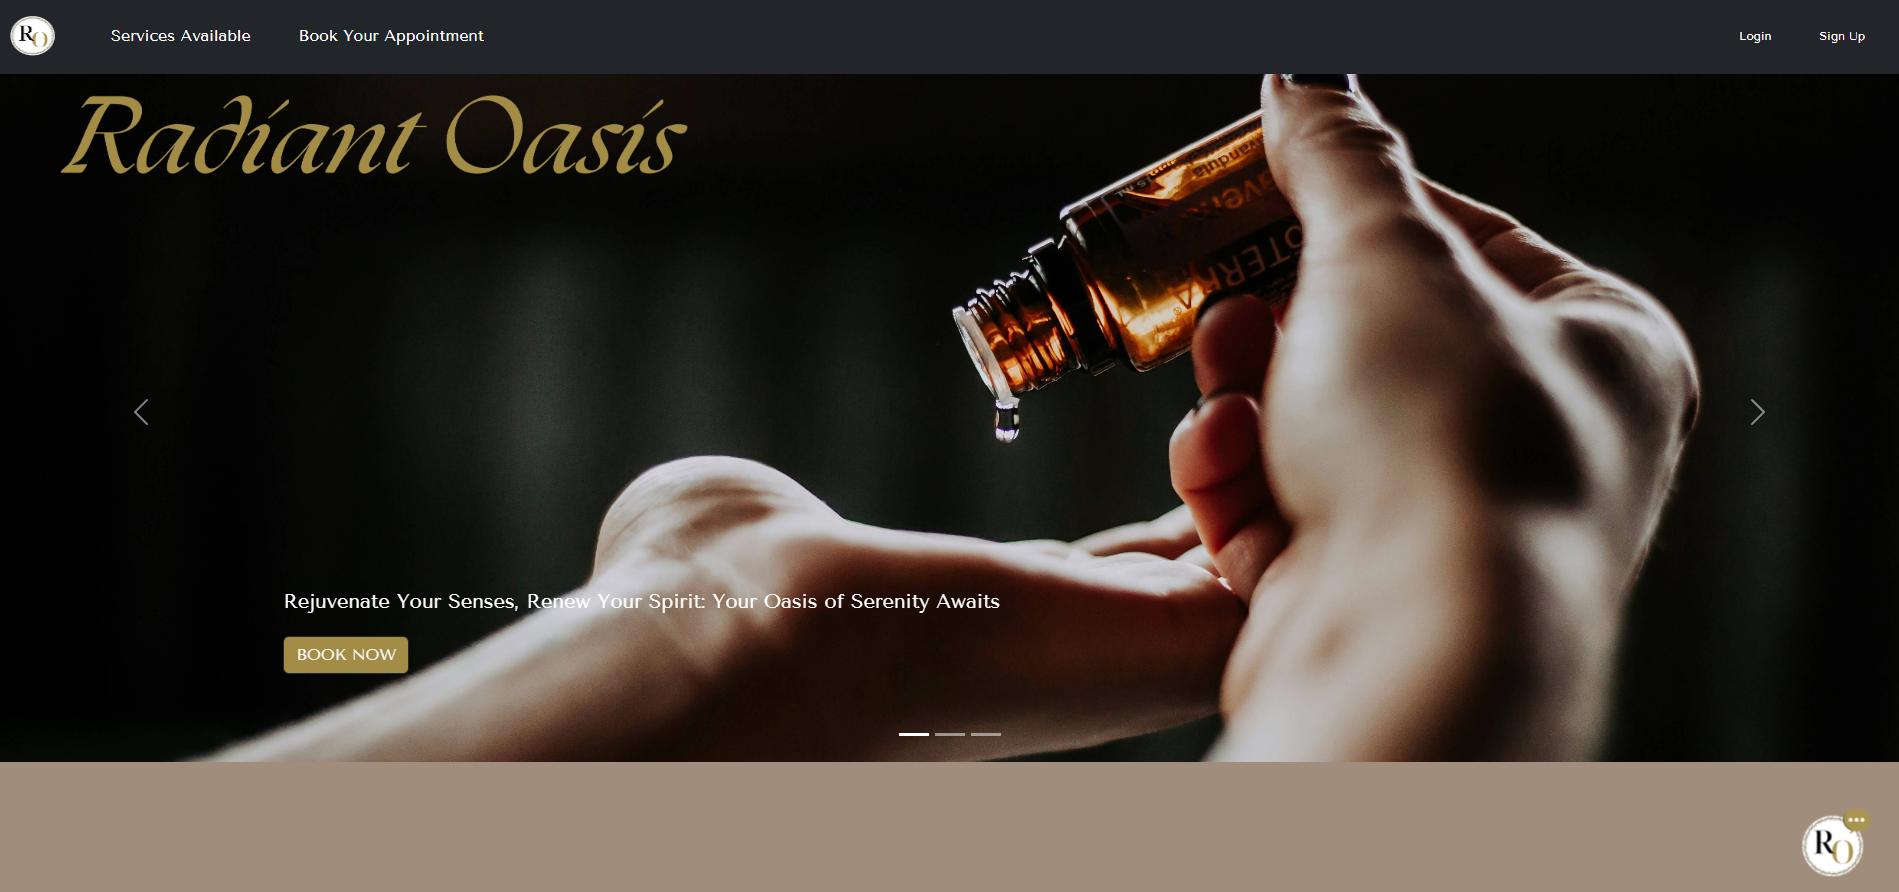 RO
Services Available
Book Your Appointment
Login
Sign Up
Radiant Oasis
Rejuvenate Your Senses, Renew Your Spirit: Your Oasis of Serenity Awaits
BOOK NOW
RO